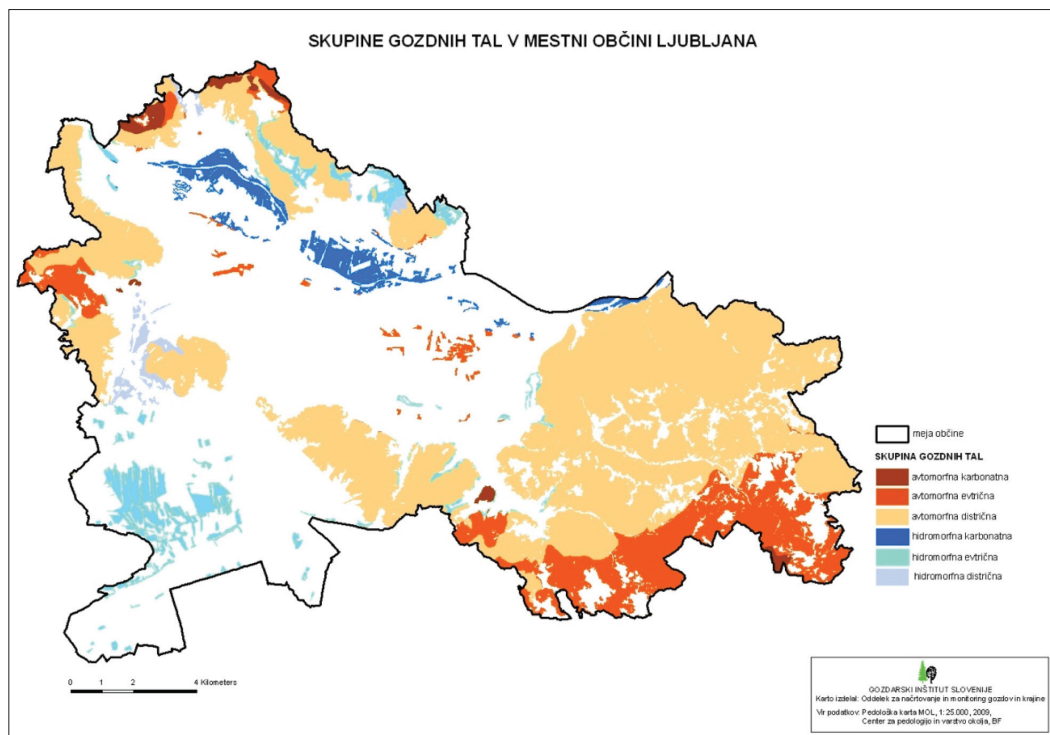 SKUPINE GOZDNIH TAL V MESTNI OBČINI LJUBLJANA
meja občine
SKUPINA GOZDNIH TAL
avtomorfna karbonatna
avtomorfna evtrična
avtomorfna distrična
hidromorfna karbonatna
hidromorfna evtrična
hidromorfna distrična
0 1 2 4 Kilometers
GOZDARSKI INŠTITUT SLOVENIJE
Karto izdelal: Oddelek za načrtovanje in monitoring gozdov in krajine
Vir podatkov: Pedološka karta MOL, 1: 25.000, 2009,
Center za pedologijo in varstvo okolja, BF